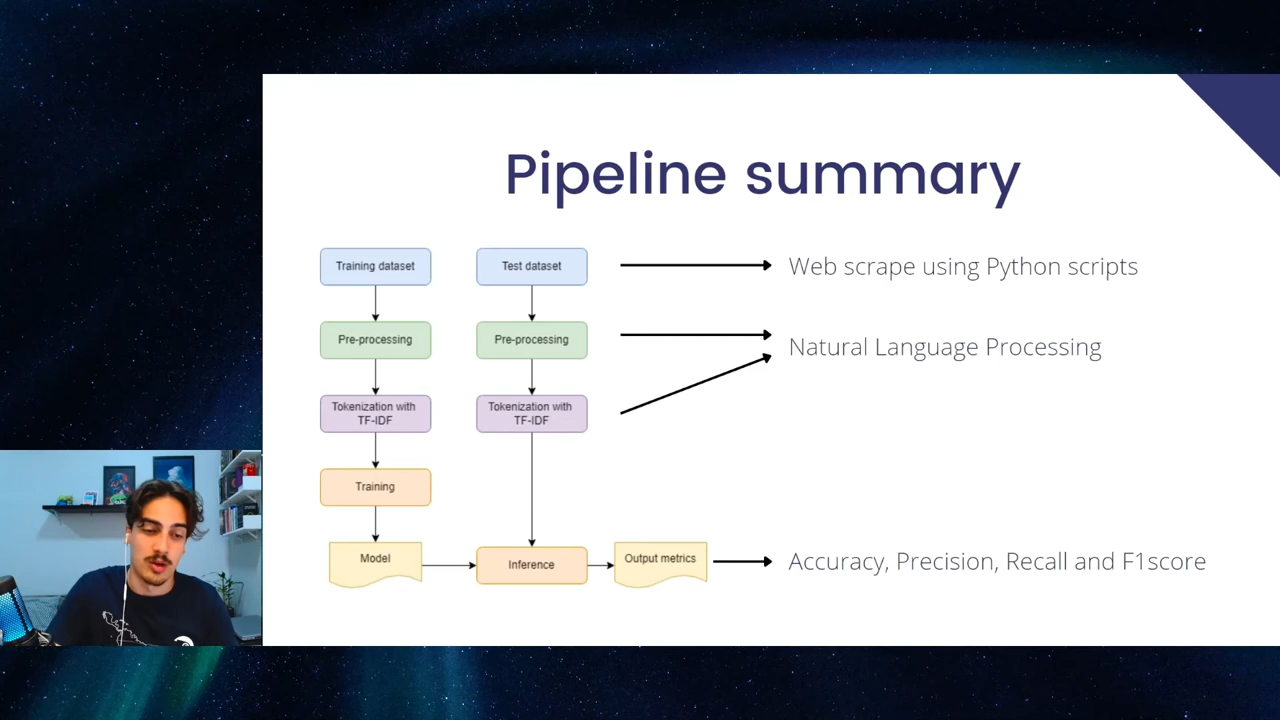 Pipeline summary
Training dataset
Test dataset
Web scrape using Python scripts
Pre-processing
Pre-processing
Natural Language Processing
Tokenization with
TF-IDF
Tokenization with
TF-IDF
Training
Model
Inference
Output metrics
Accuracy, Precision, Recall and F1score